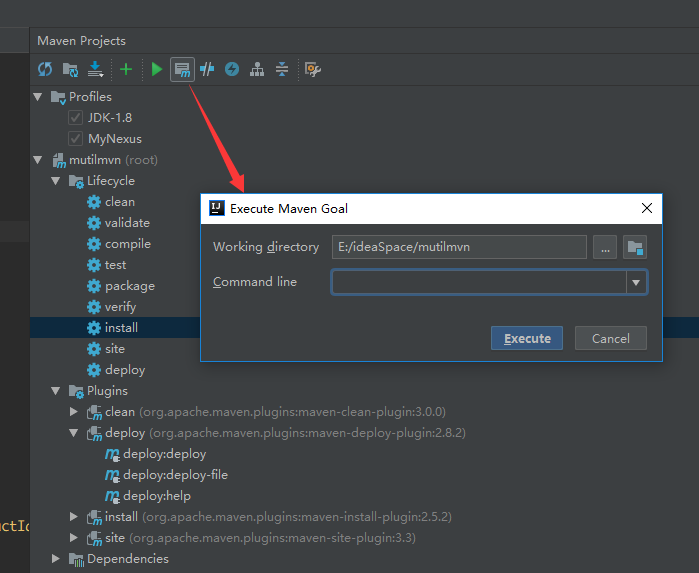 Maven Projects
Profiles
JDK-1.8
MyNexus
mutilmvn (root)
Lifecycle
clean
validate
compile
test
package
verify
install
site
deploy
Plugins
clean (org.apache.maven.plugins:maven-clean-plugin:3.0.0)
deploy (org.apache.maven.plugins:maven-deploy-plugin:2.8.2)
deploy:deploy
deploy:deploy-file
deploy:help
install (org.apache.maven.plugins:maven-install-plugin:2.5.2)
site (org.apache.maven.plugins:maven-site-plugin:3.3)
Dependencies
IJ Execute Maven Goal
Working directory E:/ideaSpace/mutilmvn ...
Command line
Execute Cancel